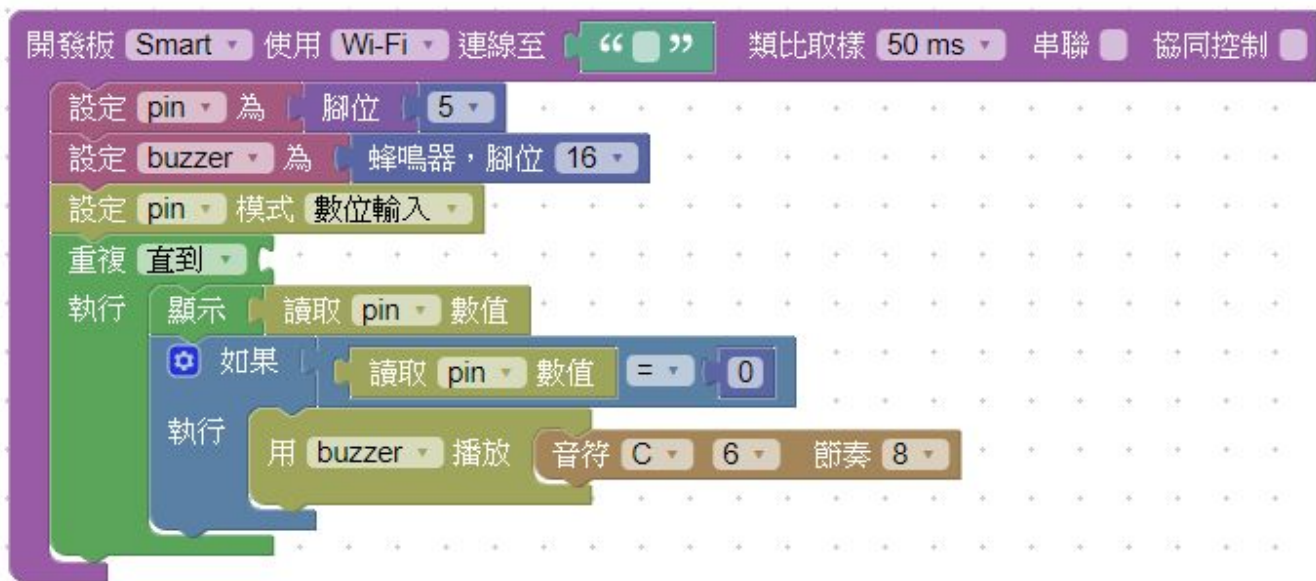 開發板 Smart 使用 Wi-Fi 連線至 “ ” 類比取樣 50 ms 串聯 協同控制
設定 pin 為 腳位 5
設定 buzzer 為 蜂鳴器，腳位 16
設定 pin 模式 數位輸入
重複 直到
執行 顯示 讀取 pin 數值
如果 讀取 pin 數值 = 0
執行 用 buzzer 播放 音符 C 6 節奏 8